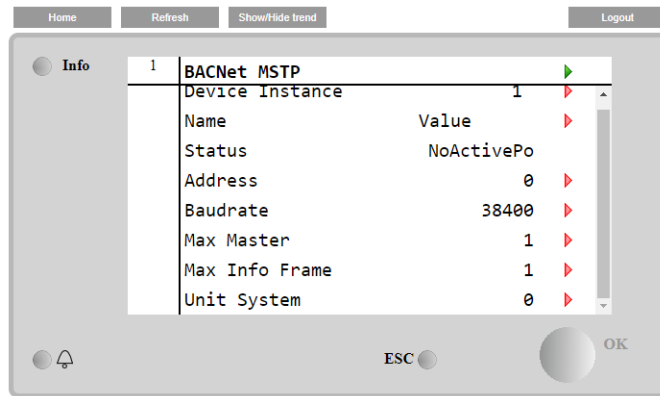 Home Refresh Show/Hide trend Logout
Info
1 BACNet MSTP
Device Instance 1
Name Value
Status NoActivePo
Address 0
Baudrate 38400
Max Master 1
Max Info Frame 1
Unit System 0
ESC OK